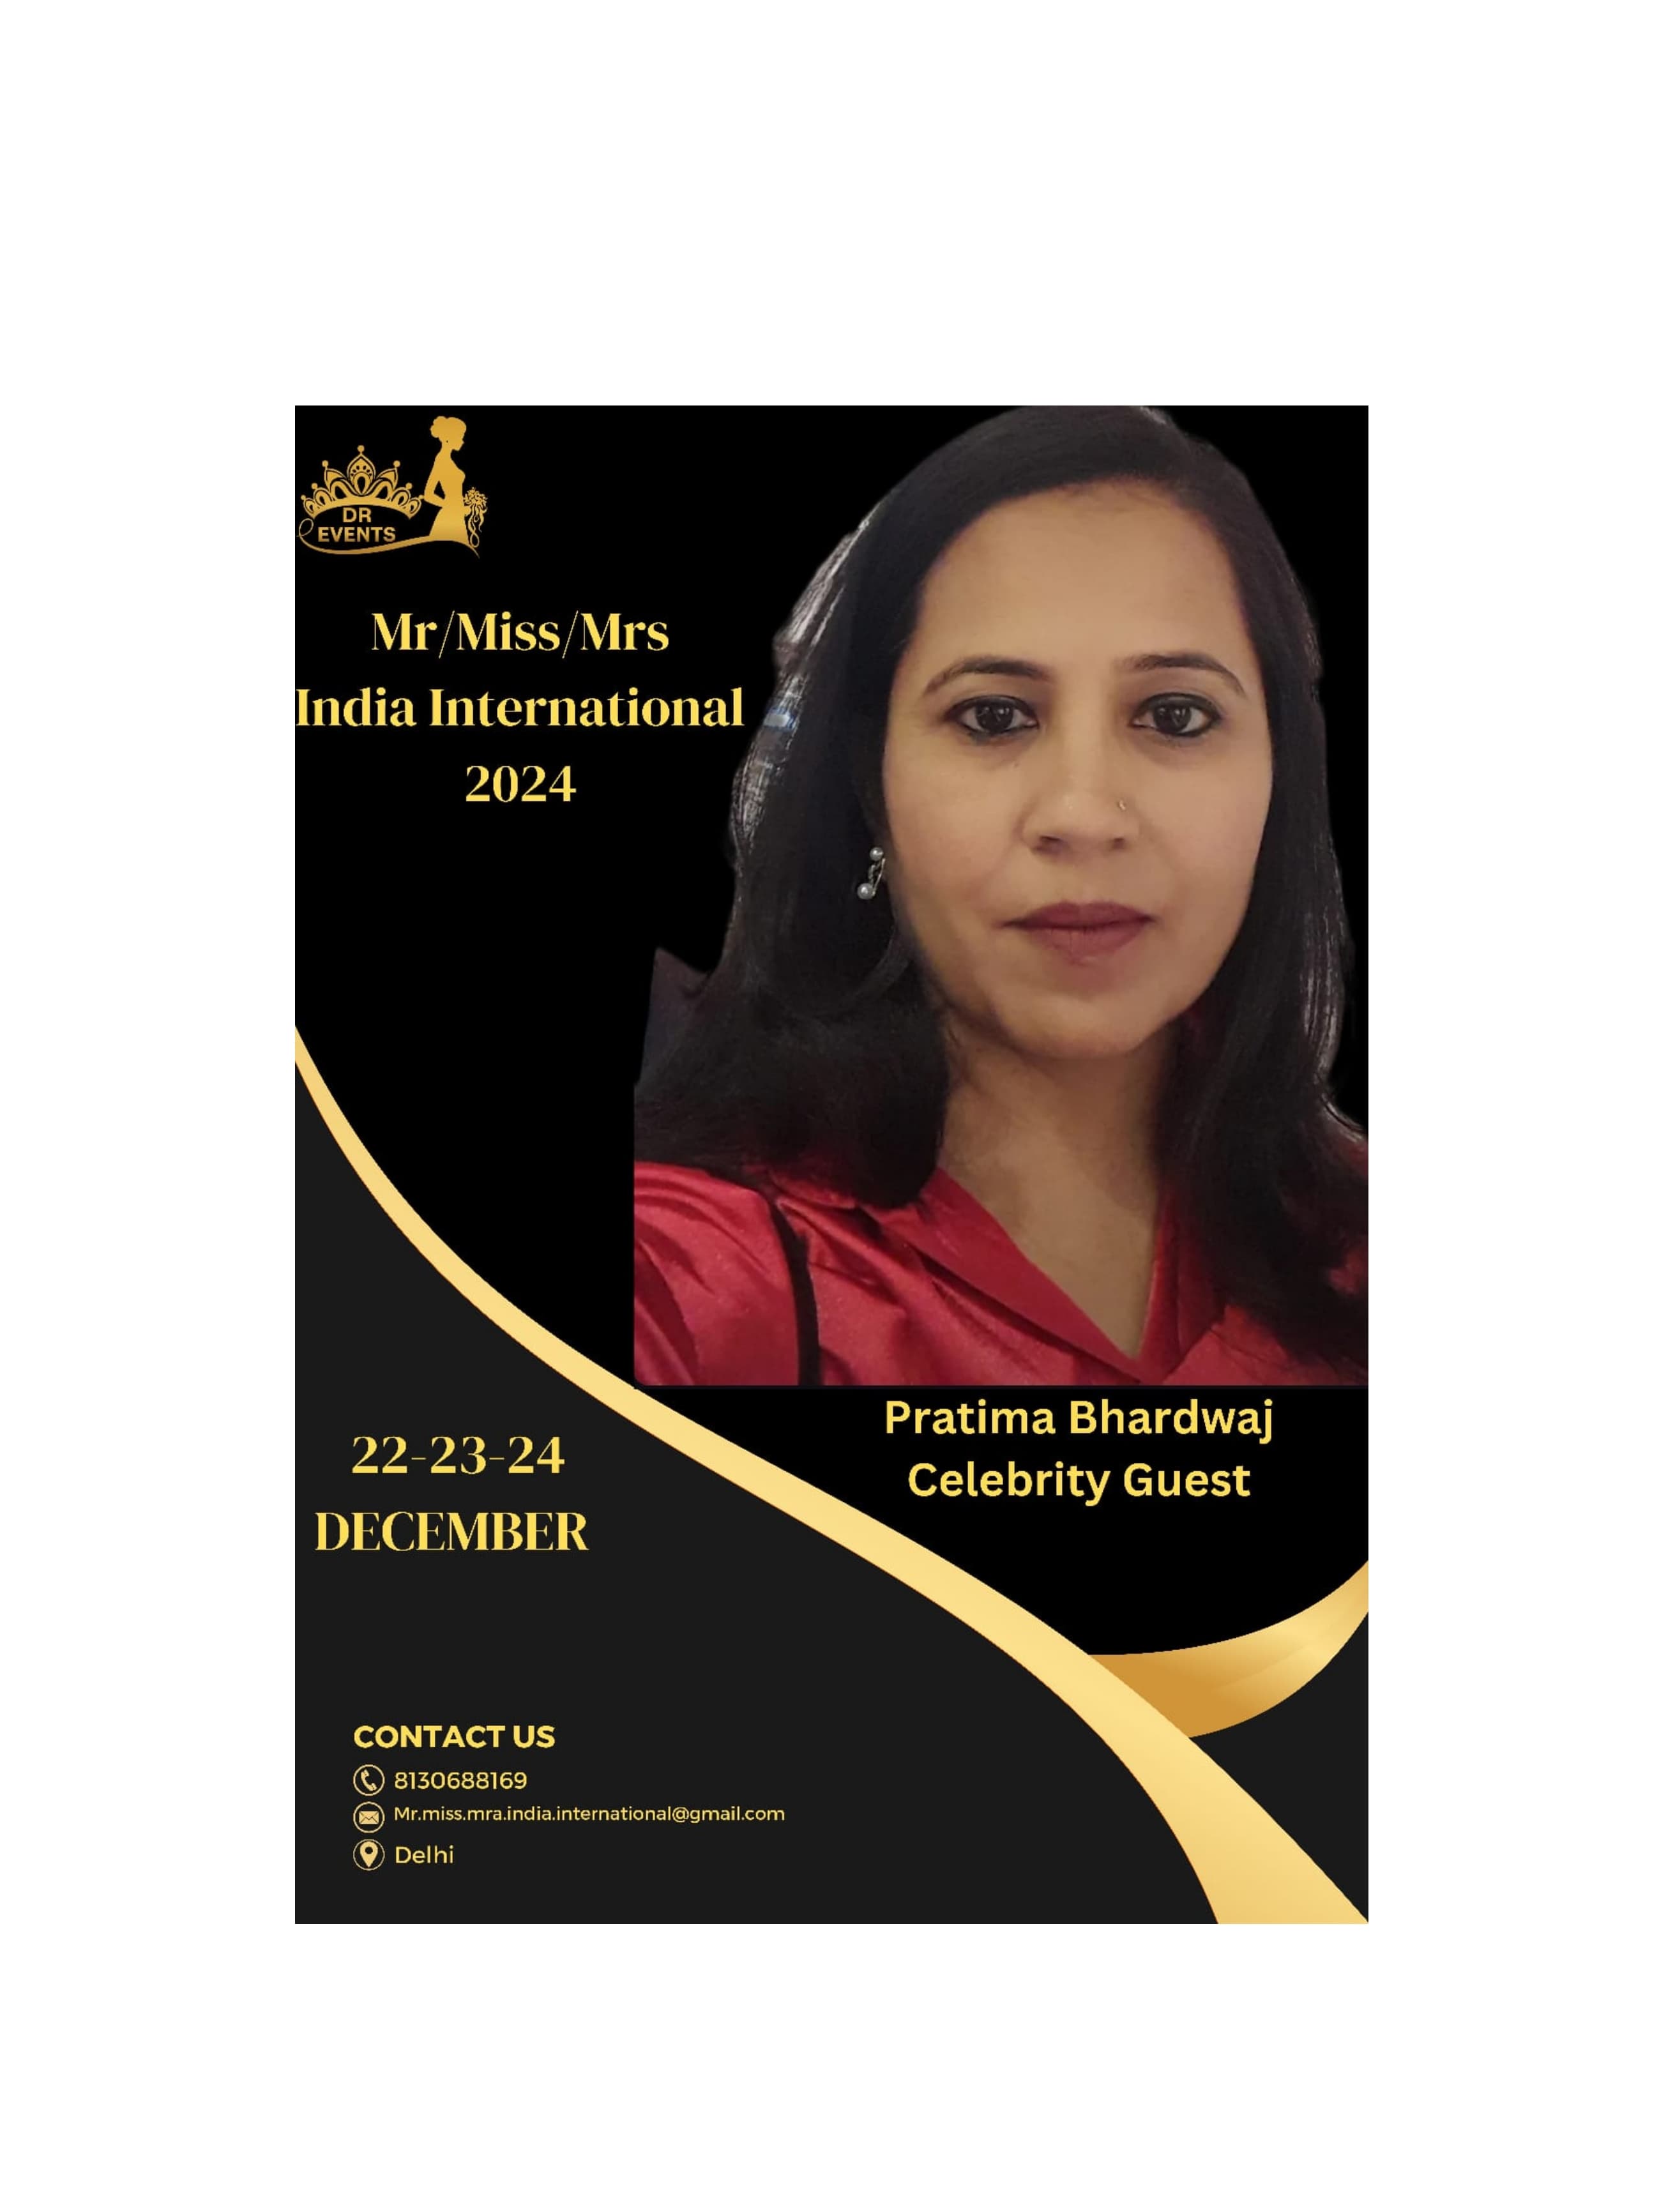 DR
EVENTS
Mr/Miss/Mrs
India International
2024
Pratima Bhardwaj
Celebrity Guest
22-23-24
DECEMBER
CONTACT US
8130688169
Mr.miss.mra.india.international@gmail.com
Delhi